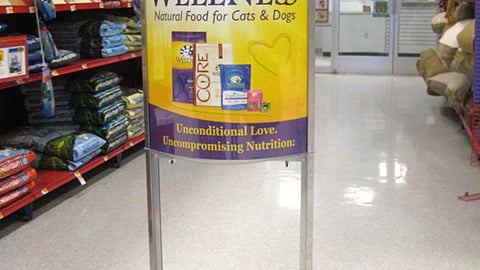 WELLNESS
Natural Food for Cats & Dogs
CORE
Unconditional Love.
Uncompromising Nutrition: